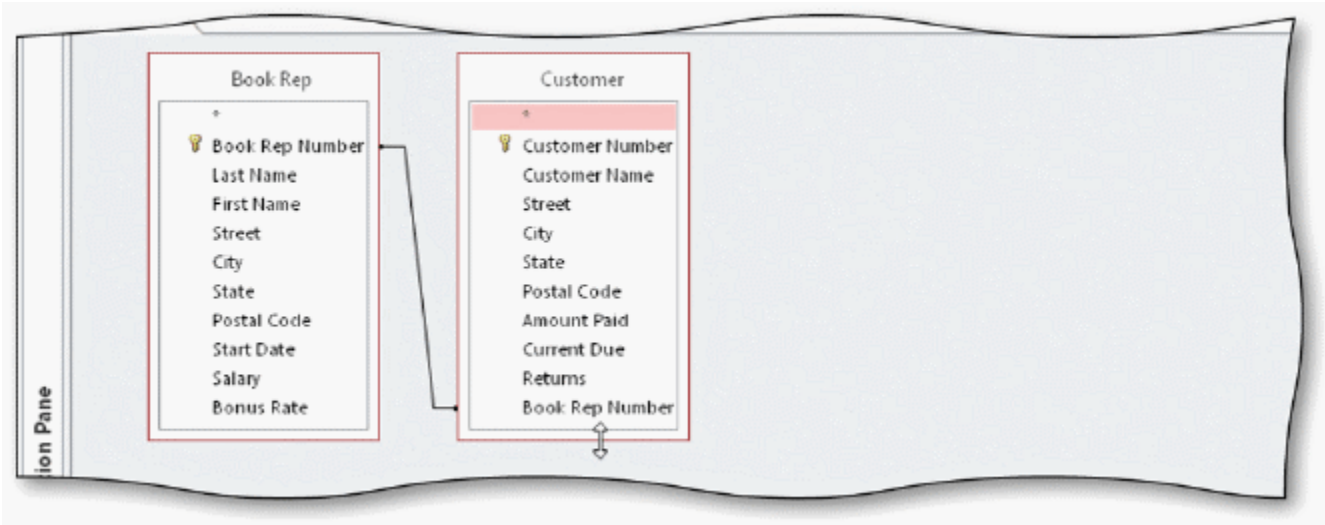 Book Rep
*
Book Rep Number
Last Name
First Name
Street
City
State
Postal Code
Start Date
Salary
Bonus Rate
Customer
*
Customer Number
Customer Name
Street
City
State
Postal Code
Amount Paid
Current Due
Returns
Book Rep Number
ion Pane